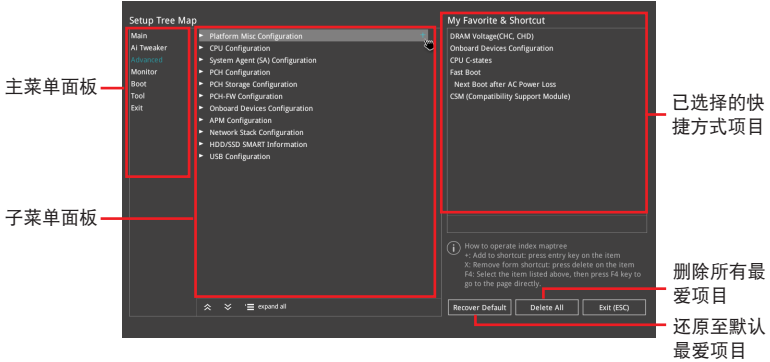 Setup Tree Map
Main
Ai Tweaker
Advanced
Monitor
Boot
Tool
Exit
Platform Misc Configuration
CPU Configuration
System Agent (SA) Configuration
PCH Configuration
PCH Storage Configuration
PCH-FW Configuration
Onboard Devices Configuration
APM Configuration
Network Stack Configuration
HDD/SSD SMART Information
USB Configuration
expand all
My Favorite & Shortcut
DRAM Voltage(CHC, CHD)
Onboard Devices Configuration
CPU C-states
Fast Boot
Next Boot after AC Power Loss
CSM (Compatibility Support Module)
How to operate index maptree
+: Add to shortcut: press entry key on the item
X: Remove form shortcut: press delete on the item
F4: Select the item listed above, then press F4 key to
go to the page directly.
Recover Default
Delete All
Exit (ESC)
主菜单面板
子菜单面板
已选择的快
捷方式项目
删除所有最
爱项目
还原至默认
最爱项目